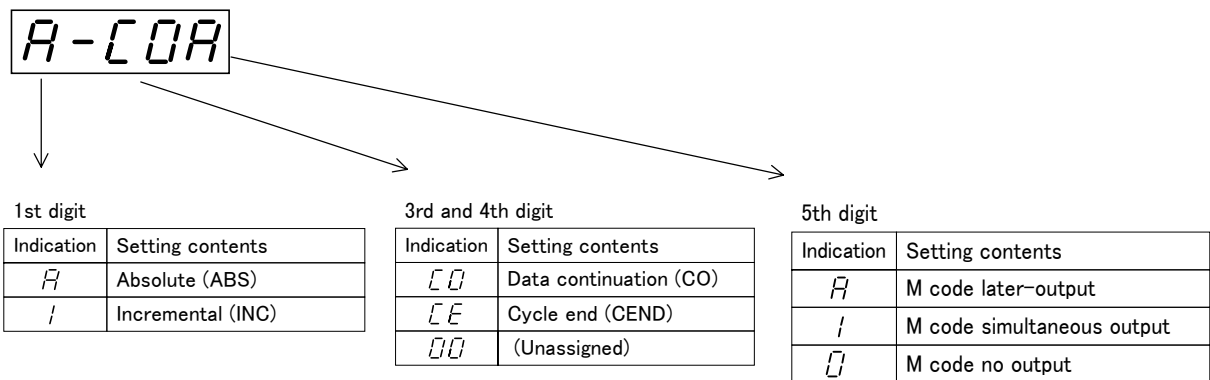 A-COA
1st digit
Indication Setting contents
A Absolute (ABS)
I Incremental (INC)
3rd and 4th digit
Indication Setting contents
CO Data continuation (CO)
CE Cycle end (CEND)
00 (Unassigned)
5th digit
Indication Setting contents
A M code later-output
1 M code simultaneous output
0 M code no output